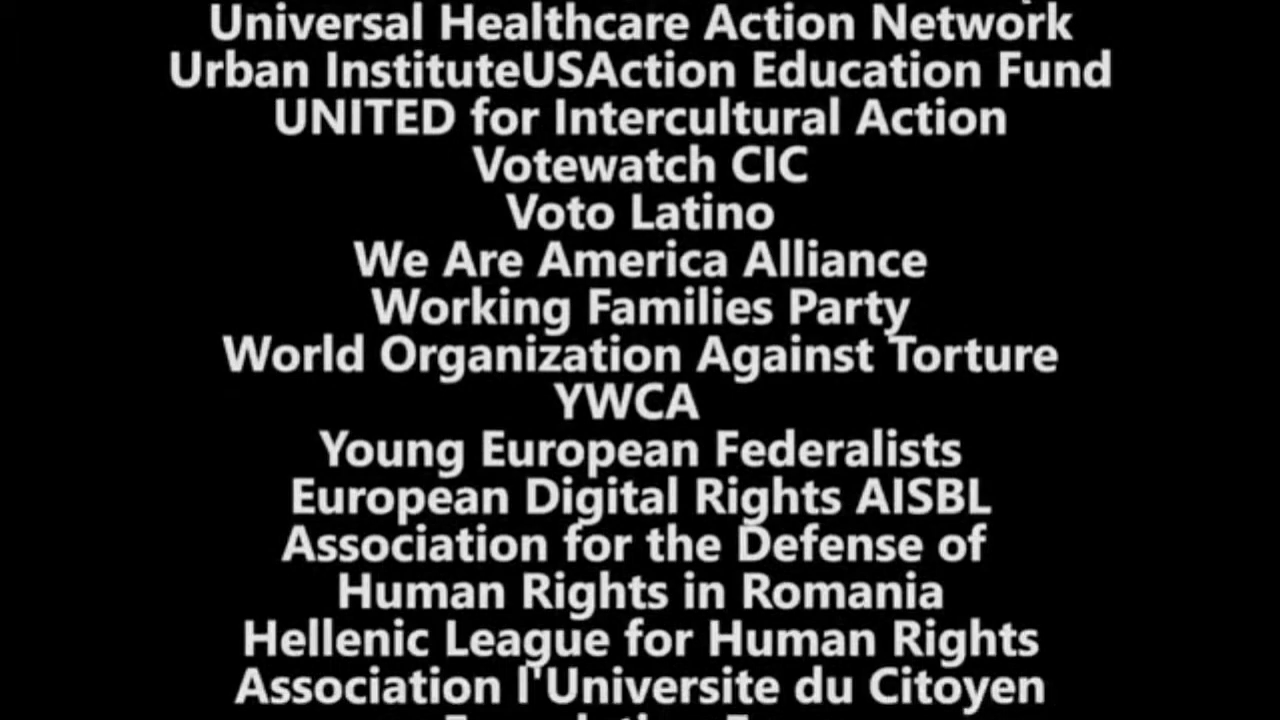 Universal Healthcare Action Network
Urban InstituteUSAction Education Fund
UNITED for Intercultural Action
Votewatch CIC
Voto Latino
We Are America Alliance
Working Families Party
World Organization Against Torture
YWCA
Young European Federalists
European Digital Rights AISBL
Association for the Defense of
Human Rights in Romania
Hellenic League for Human Rights
Association l'Universite du Citoyen